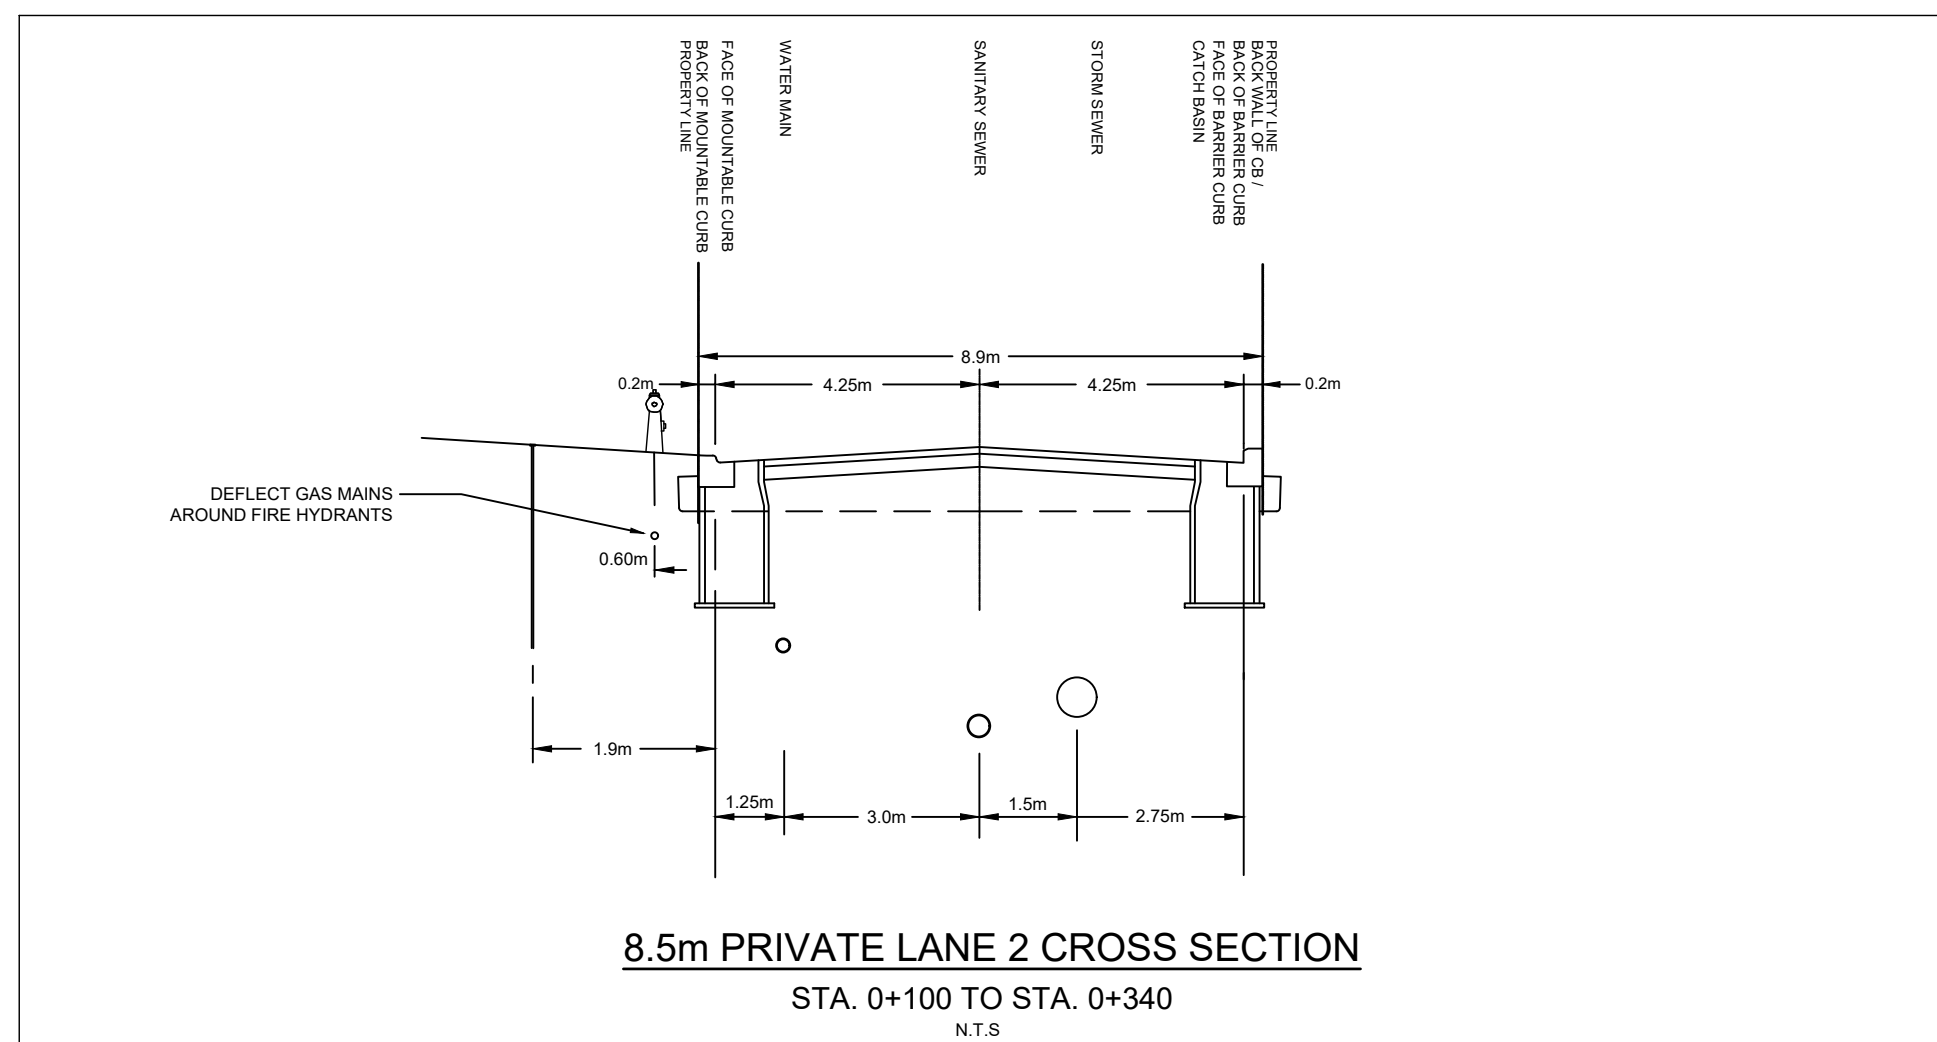 PROPERTY LINE
BACK OF MOUNTABLE CURB
FACE OF MOUNTABLE CURB
WATER MAIN
SANITARY SEWER
STORM SEWER
CATCH BASIN
FACE OF BARRIER CURB
BACK OF BARRIER CURB
BACK WALL OF CB /
PROPERTY LINE
8.9m
0.2m
4.25m
4.25m
0.2m
DEFLECT GAS MAINS
AROUND FIRE HYDRANTS
0.60m
1.9m
1.25m
3.0m
1.5m
2.75m
8.5m PRIVATE LANE 2 CROSS SECTION
STA. 0+100 TO STA. 0+340
N.T.S